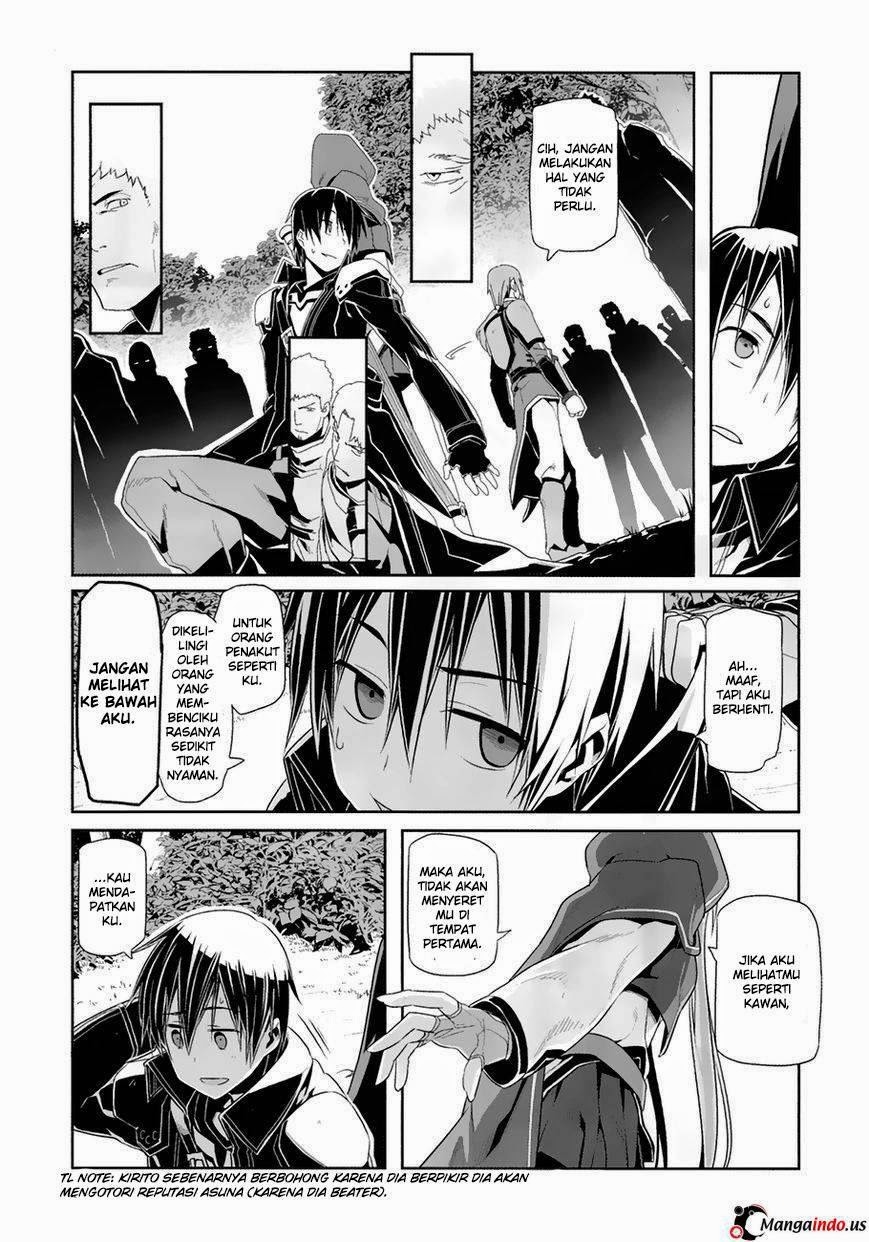 CIH, JANGAN
MELAKUKAN
HAL YANG
TIDAK
PERLU.
AH...
MAAF,
TAPI AKU
BERHENTI.
UNTUK
ORANG
PENAKUT
SEPERTI
KU.
DIKELI-
LINGI
OLEH
ORANG
YANG
MEM-
BENCIKU
RASANYA
SEDIKIT
TIDAK
NYAMAN.
JANGAN
MELIHAT
KE BAWAH
AKU.
JIKA AKU
MELIHATMU
SEPERTI
KAWAN,
MAKA AKU,
TIDAK AKAN
MENYERET
MU DI
TEMPAT
PERTAMA.
...KAU
MENDA-
PATKAN
KU.
TL NOTE: KIRITO SEBENARNYA BERBOHONG KARENA DIA BERPIKIR DIA AKAN
MENGOTORI REPUTASI ASUNA (KARENA DIA BEATER).
Mangaindo.us